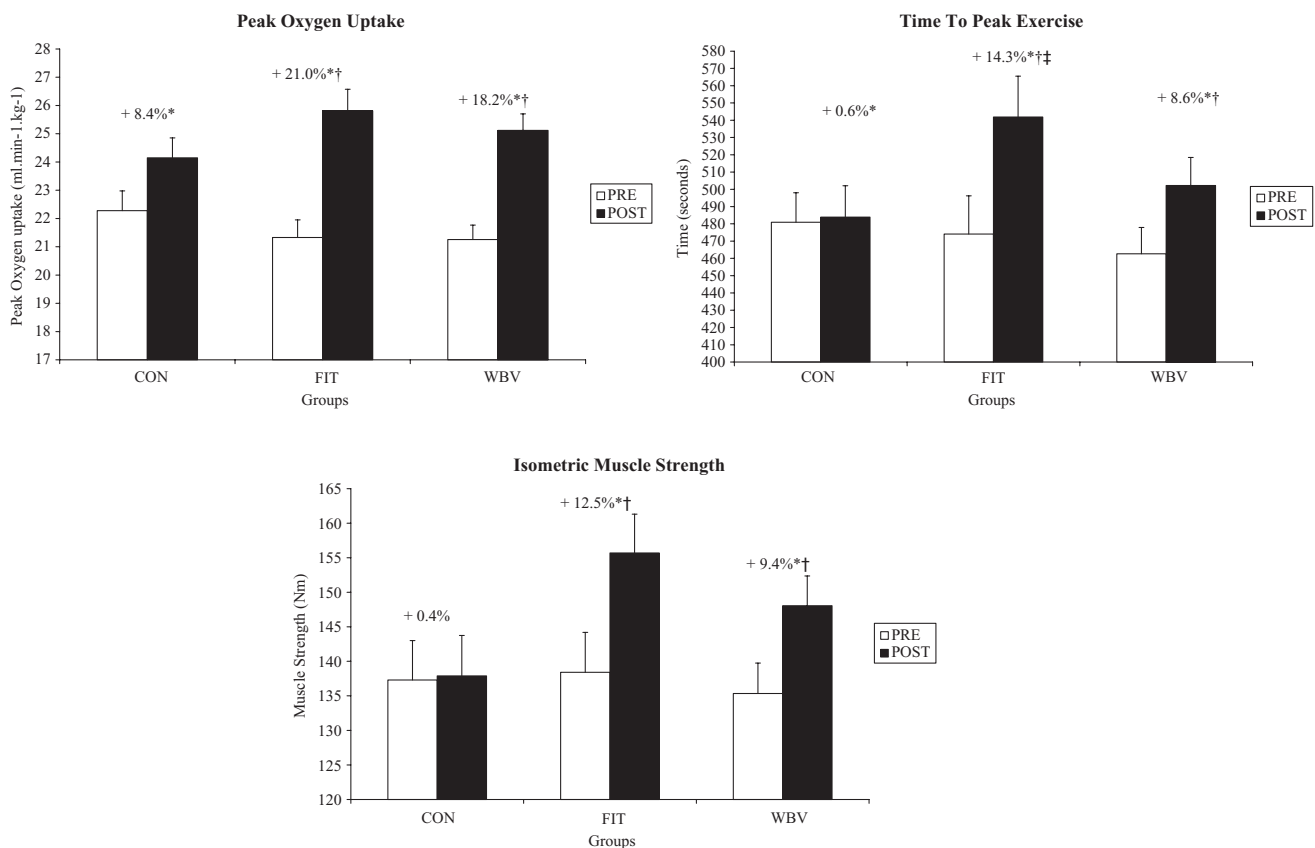 Peak Oxygen Uptake
Peak Oxygen uptake (ml.min-1.kg-1)
28
27
26
25
24
23
22
21
20
19
18
17
+ 8.4%*
+ 21.0%*†
+ 18.2%*†
PRE
POST
CON
FIT
WBV
Groups
Time To Peak Exercise
Time (seconds)
580
570
560
550
540
530
520
510
500
490
480
470
460
450
440
430
420
410
400
+ 0.6%*
+ 14.3%*†‡
+ 8.6%*†
PRE
POST
CON
FIT
WBV
Groups
Isometric Muscle Strength
Muscle Strength (Nm)
165
160
155
150
145
140
135
130
125
120
+ 0.4%
+ 12.5%*†
+ 9.4%*†
PRE
POST
CON
FIT
WBV
Groups